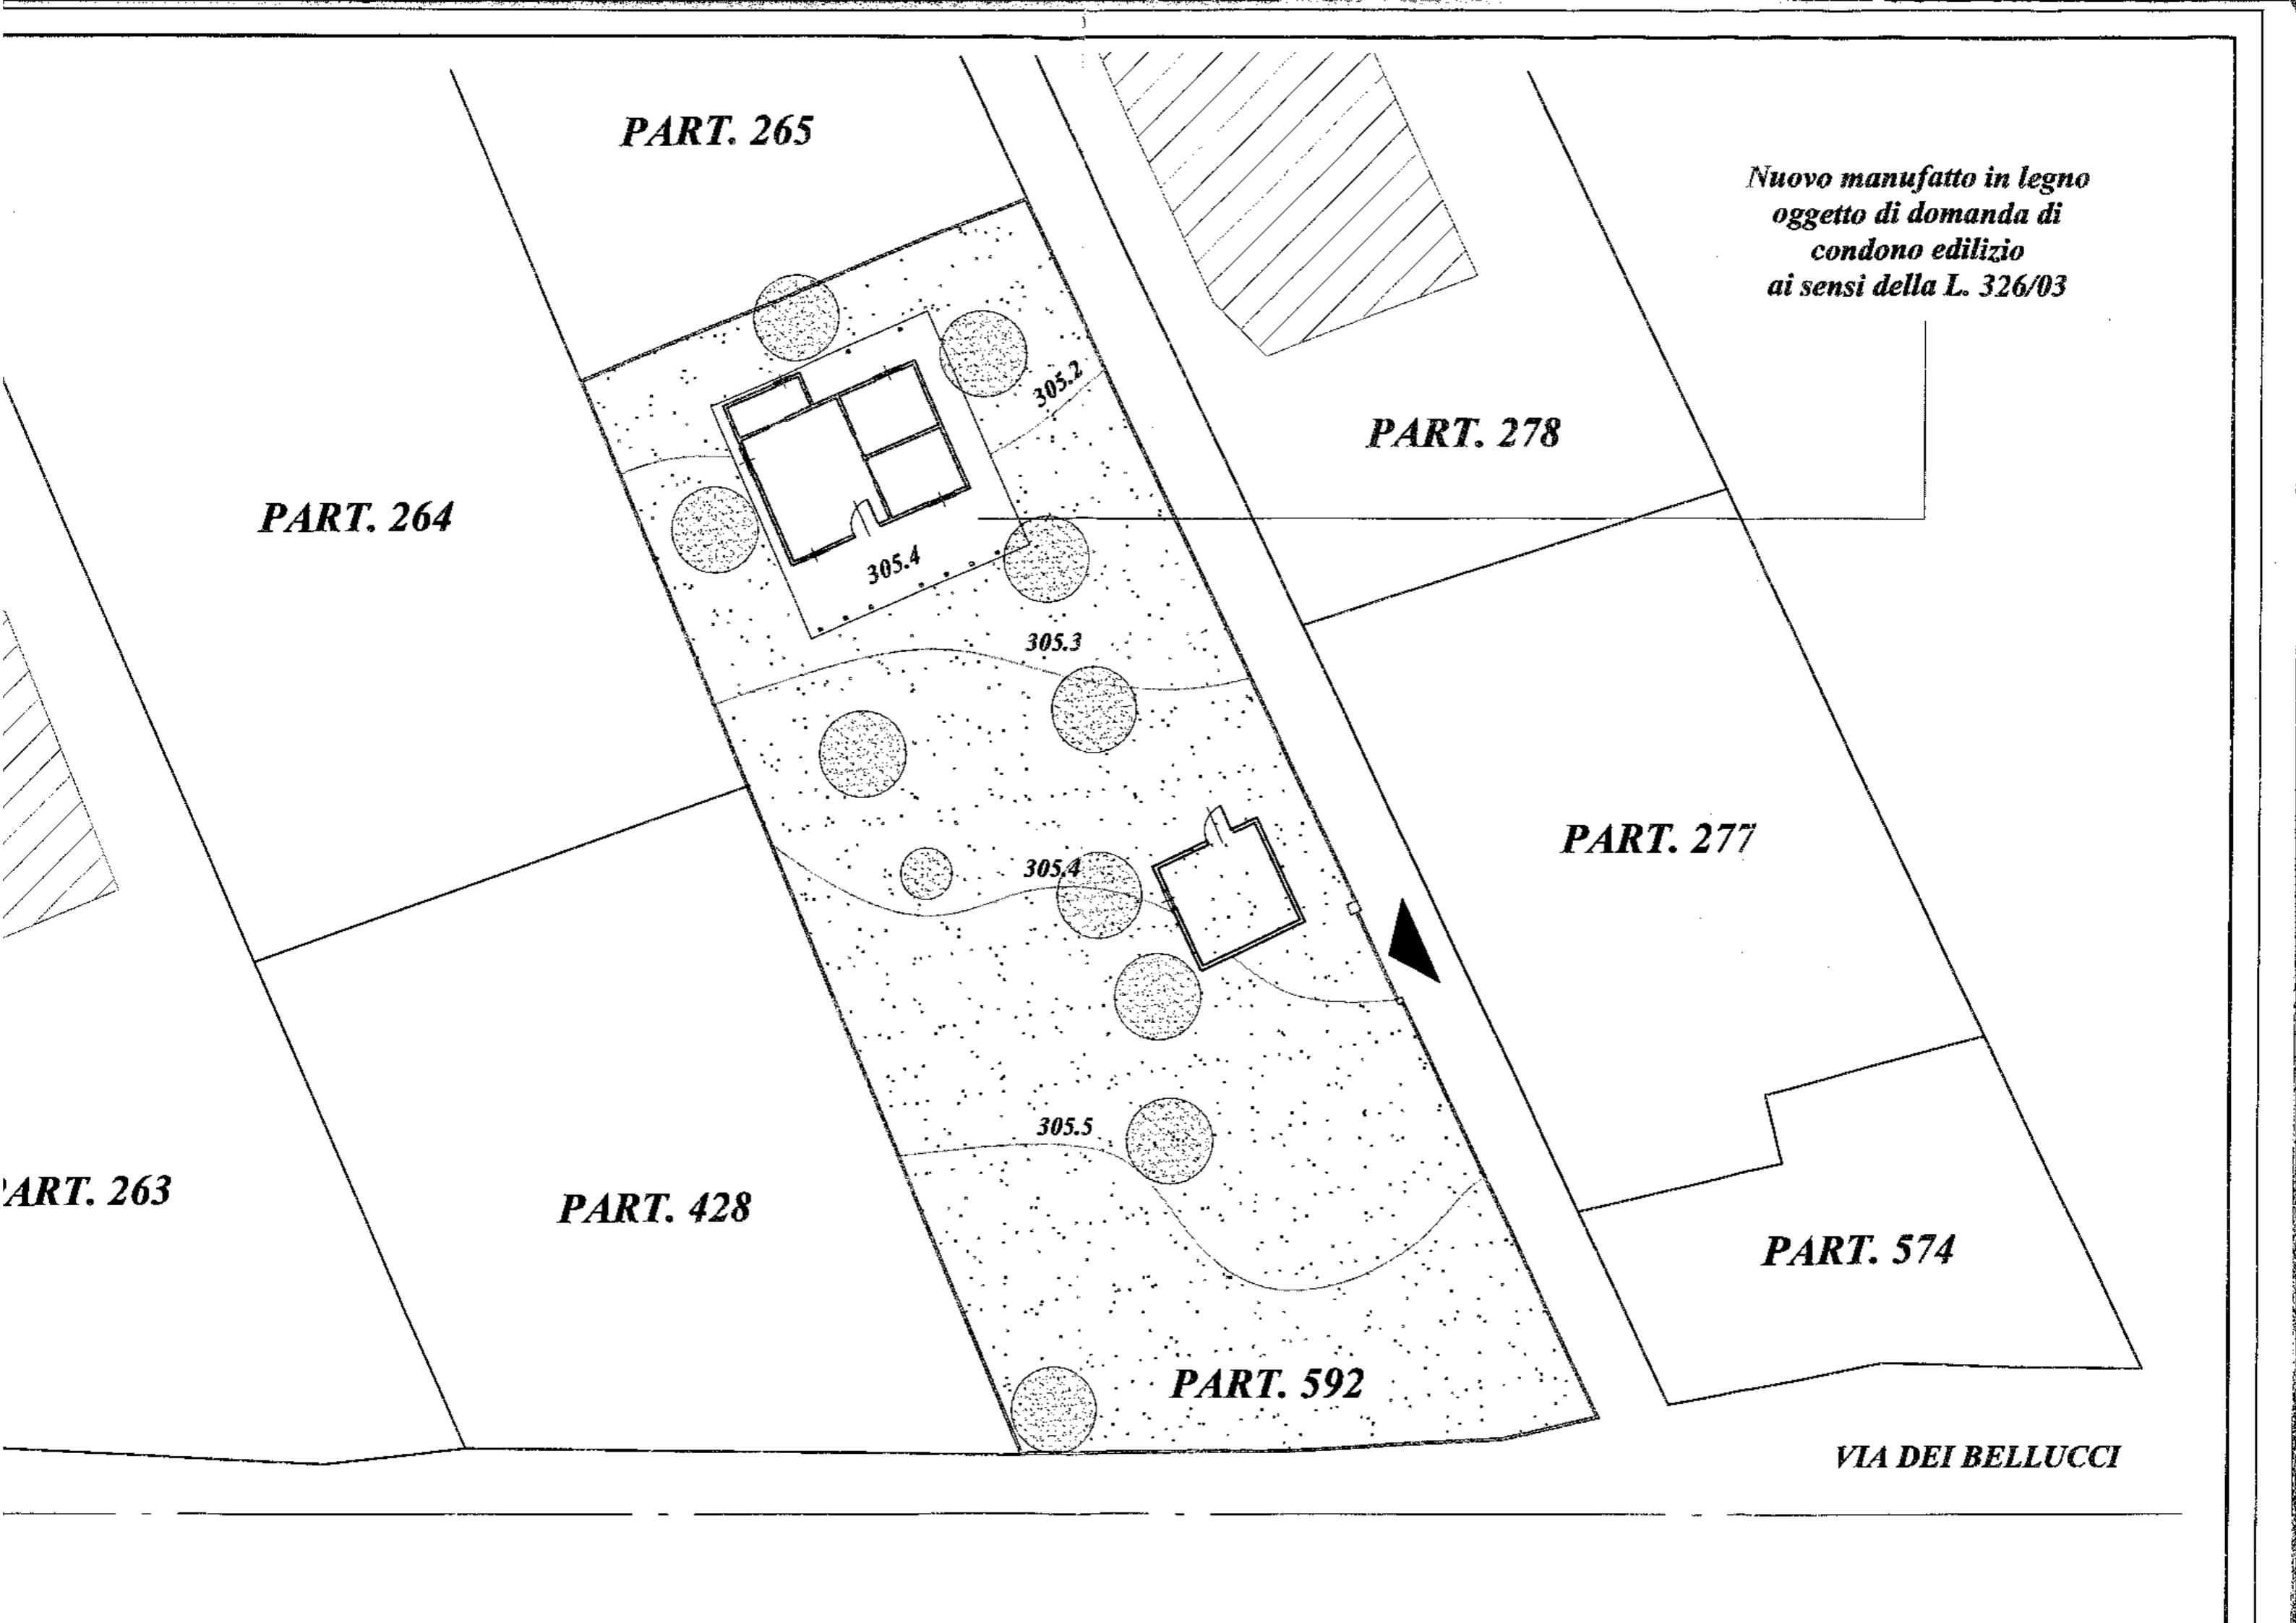 PART. 265
Nuovo manufatto in legno
oggetto di domanda di
condono edilizio
ai sensi della L. 326/03
305.2
PART. 278
PART. 264
305.4
305.3
PART. 277
305.4
305.5
ART. 263
PART. 428
PART. 574
PART. 592
VIA DEI BELLUCCI